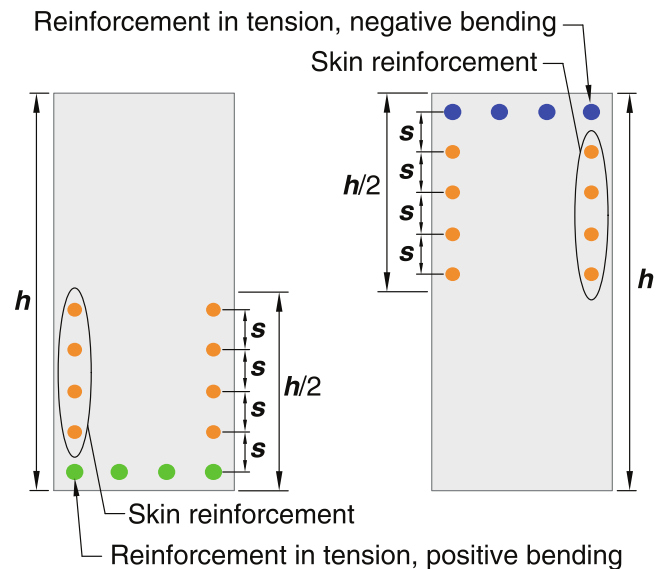 Reinforcement in tension, negative bending
Skin reinforcement
h
s
s
s
s
h/2
Skin reinforcement
Reinforcement in tension, positive bending
h/2
s
s
s
s
h